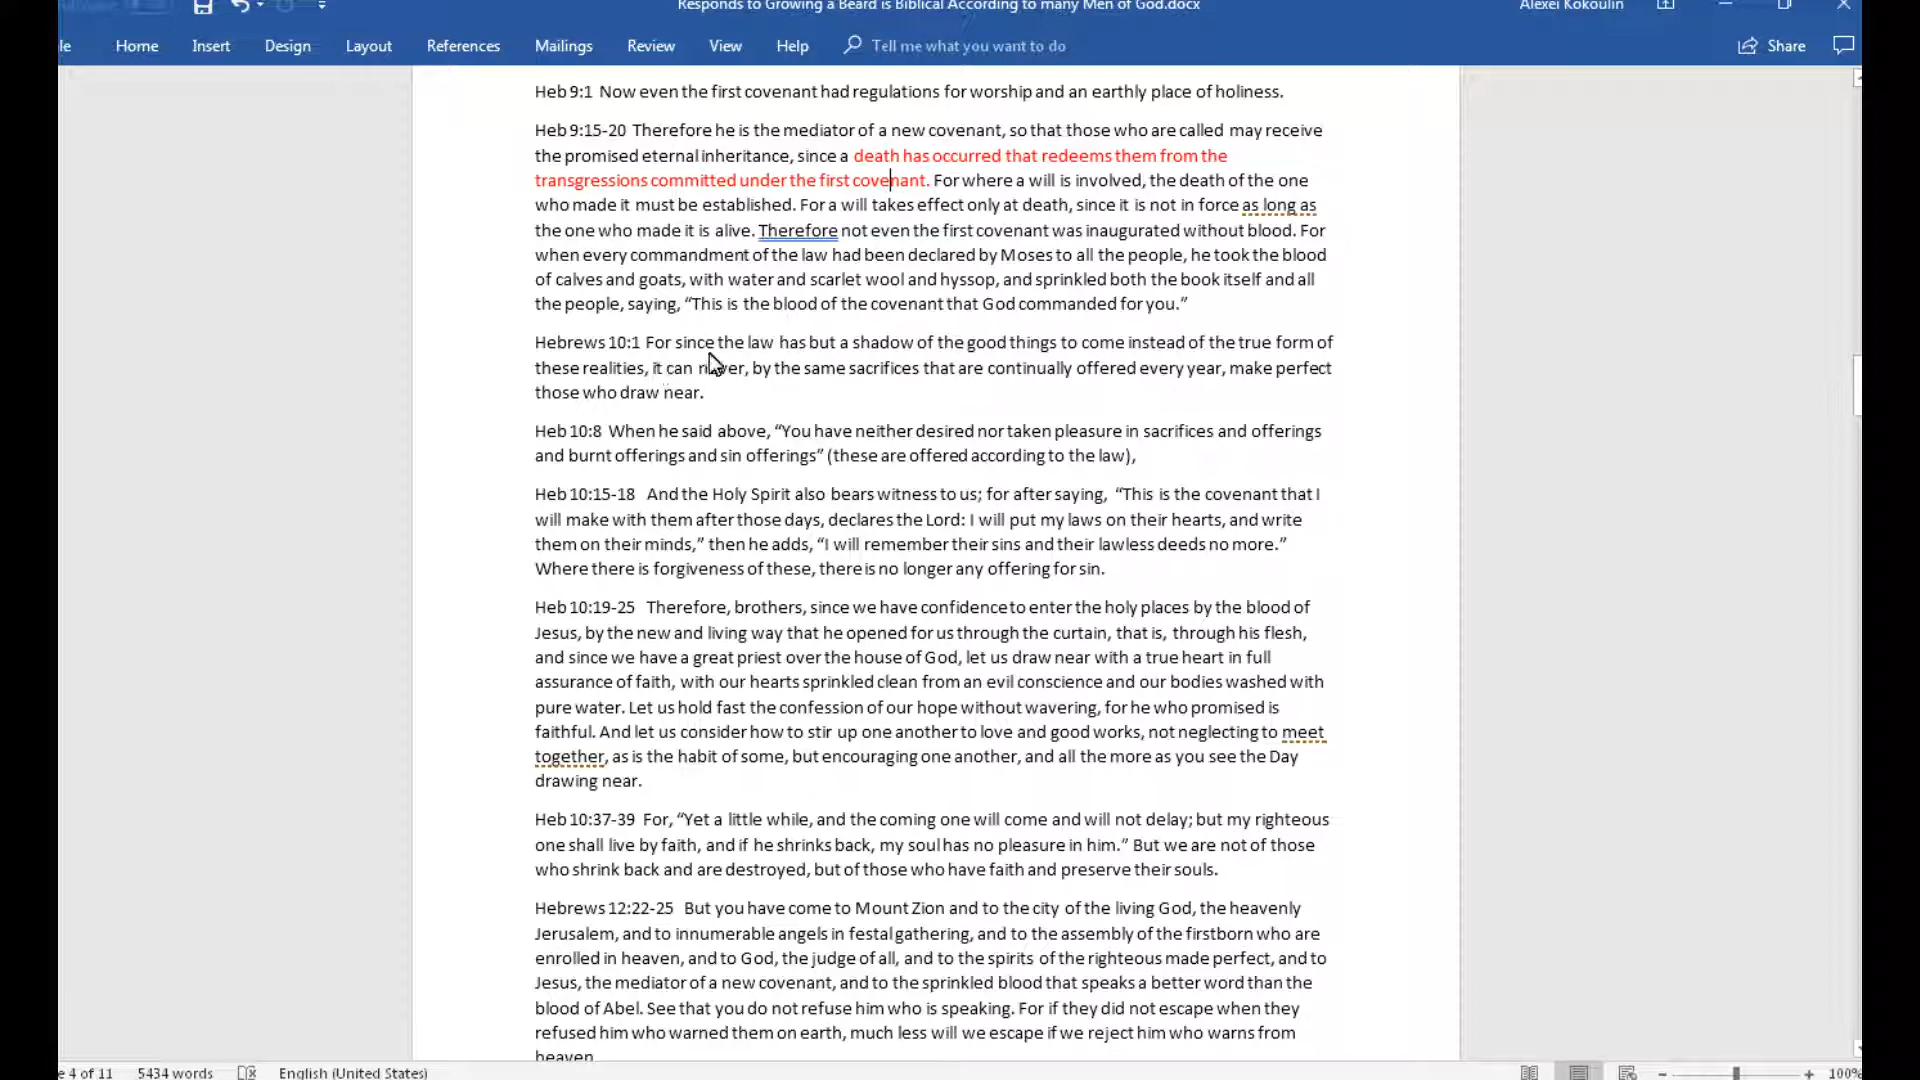 Responds to Growing a Beard is Biblical According to many Men of God.docx
Alexei Kokoulin
le Home Insert Design Layout References Mailings Review View Help Tell me what you want to do Share
Heb 9:1 Now even the first covenant had regulations for worship and an earthly place of holiness.
Heb 9:15-20 Therefore he is the mediator of a new covenant, so that those who are called may receive
the promised eternal inheritance, since a death has occurred that redeems them from the
transgressions committed under the first covenant. For where a will is involved, the death of the one
who made it must be established. For a will takes effect only at death, since it is not in force as long as
the one who made it is alive. Therefore not even the first covenant was inaugurated without blood. For
when every commandment of the law had been declared by Moses to all the people, he took the blood
of calves and goats, with water and scarlet wool and hyssop, and sprinkled both the book itself and all
the people, saying, “This is the blood of the covenant that God commanded for you.”
Hebrews 10:1 For since the law has but a shadow of the good things to come instead of the true form of
these realities, it can never, by the same sacrifices that are continually offered every year, make perfect
those who draw near.
Heb 10:8 When he said above, “You have neither desired nor taken pleasure in sacrifices and offerings
and burnt offerings and sin offerings” (these are offered according to the law),
Heb 10:15-18 And the Holy Spirit also bears witness to us; for after saying, “This is the covenant that I
will make with them after those days, declares the Lord: I will put my laws on their hearts, and write
them on their minds,” then he adds, “I will remember their sins and their lawless deeds no more.”
Where there is forgiveness of these, there is no longer any offering for sin.
Heb 10:19-25 Therefore, brothers, since we have confidence to enter the holy places by the blood of
Jesus, by the new and living way that he opened for us through the curtain, that is, through his flesh,
and since we have a great priest over the house of God, let us draw near with a true heart in full
assurance of faith, with our hearts sprinkled clean from an evil conscience and our bodies washed with
pure water. Let us hold fast the confession of our hope without wavering, for he who promised is
faithful. And let us consider how to stir up one another to love and good works, not neglecting to meet
together, as is the habit of some, but encouraging one another, and all the more as you see the Day
drawing near.
Heb 10:37-39 For, “Yet a little while, and the coming one will come and will not delay; but my righteous
one shall live by faith, and if he shrinks back, my soul has no pleasure in him.” But we are not of those
who shrink back and are destroyed, but of those who have faith and preserve their souls.
Hebrews 12:22-25 But you have come to Mount Zion and to the city of the living God, the heavenly
Jerusalem, and to innumerable angels in festal gathering, and to the assembly of the firstborn who are
enrolled in heaven, and to God, the judge of all, and to the spirits of the righteous made perfect, and to
Jesus, the mediator of a new covenant, and to the sprinkled blood that speaks a better word than the
blood of Abel. See that you do not refuse him who is speaking. For if they did not escape when they
refused him who warned them on earth, much less will we escape if we reject him who warns from
heaven
e 4 of 11 5434 words English (United States) 100%